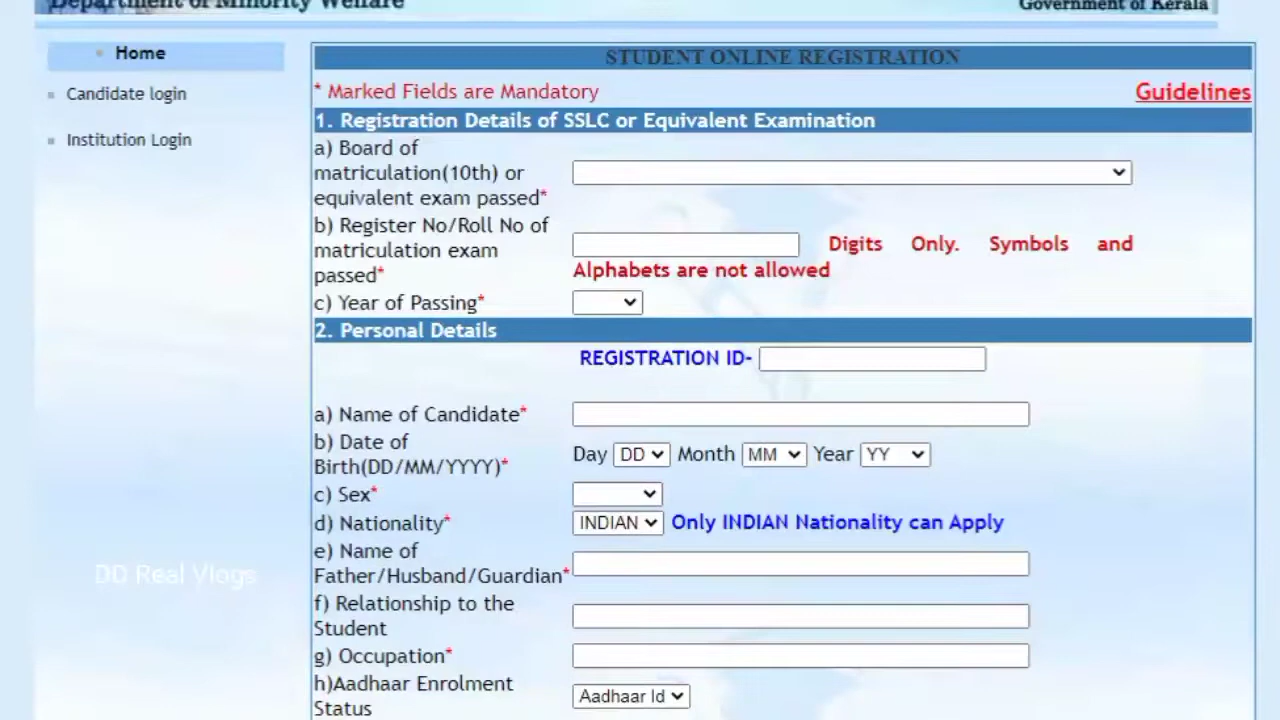 Department of Minority Welfare
Government of Kerala
Home
Candidate login
Institution Login
STUDENT ONLINE REGISTRATION
* Marked Fields are Mandatory
Guidelines
1. Registration Details of SSLC or Equivalent Examination
a) Board of
matriculation(10th) or
equivalent exam passed*
b) Register No/Roll No of
matriculation exam
passed*
Digits Only. Symbols and
Alphabets are not allowed
c) Year of Passing*
2. Personal Details
REGISTRATION ID-
a) Name of Candidate*
b) Date of
Birth(DD/MM/YYYY)*
Day DD Month MM Year YY
c) Sex*
d) Nationality*
INDIAN Only INDIAN Nationality can Apply
e) Name of
Father/Husband/Guardian*
DD Real Vlogs
f) Relationship to the
Student
g) Occupation*
h)Aadhaar Enrolment
Status
Aadhaar Id